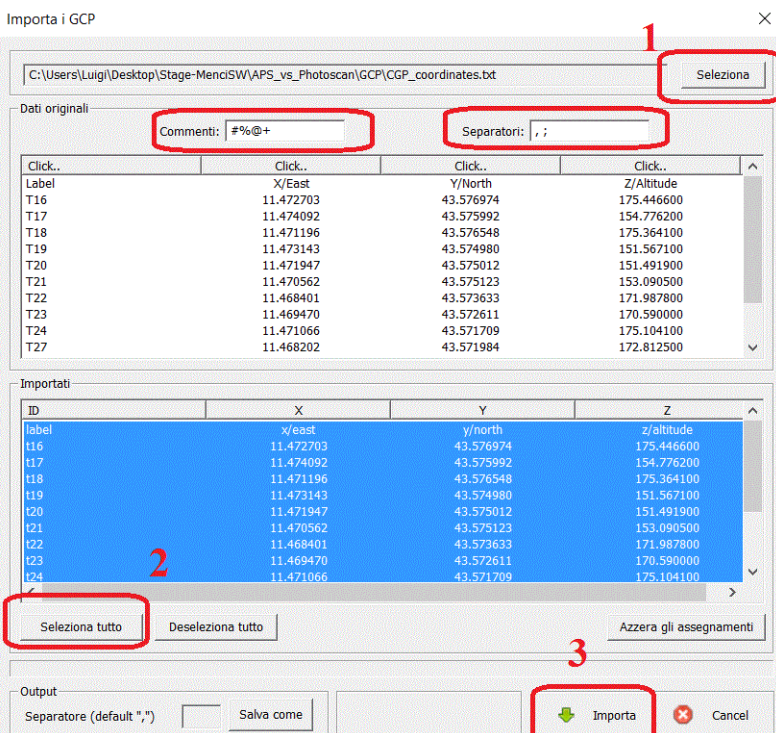 Importa i GCP
1
C:\Users\Luigi\Desktop\Stage-MenciSW\APS_vs_Photoscan\GCP\CGP_coordinates.txt Seleziona
Dati originali
Commenti: #%@+ Separatori: , ;
Click.. Click.. Click.. Click..
Label X/East Y/North Z/Altitude
T16 11.472703 43.576974 175.446600
T17 11.474092 43.575992 154.776200
T18 11.471196 43.576548 175.364100
T19 11.473143 43.574980 151.567100
T20 11.471947 43.575012 151.491900
T21 11.470562 43.575123 153.090500
T22 11.468401 43.573633 171.987800
T23 11.469470 43.572611 170.590000
T24 11.471066 43.571709 175.104100
T27 11.468202 43.571984 172.812500
Importati
ID X Y Z
label x/east y/north z/altitude
t16 11.472703 43.576974 175.446600
t17 11.474092 43.575992 154.776200
t18 11.471196 43.576548 175.364100
t19 11.473143 43.574980 151.567100
t20 11.471947 43.575012 151.491900
t21 11.470562 43.575123 153.090500
t22 11.468401 43.573633 171.987800
t23 11.469470 43.572611 170.590000
t24 11.471066 43.571709 175.104100
2
Seleziona tutto Deseleziona tutto Azzera gli assegnamenti
3
Output
Separatore (default ",") Salva come Importa Cancel